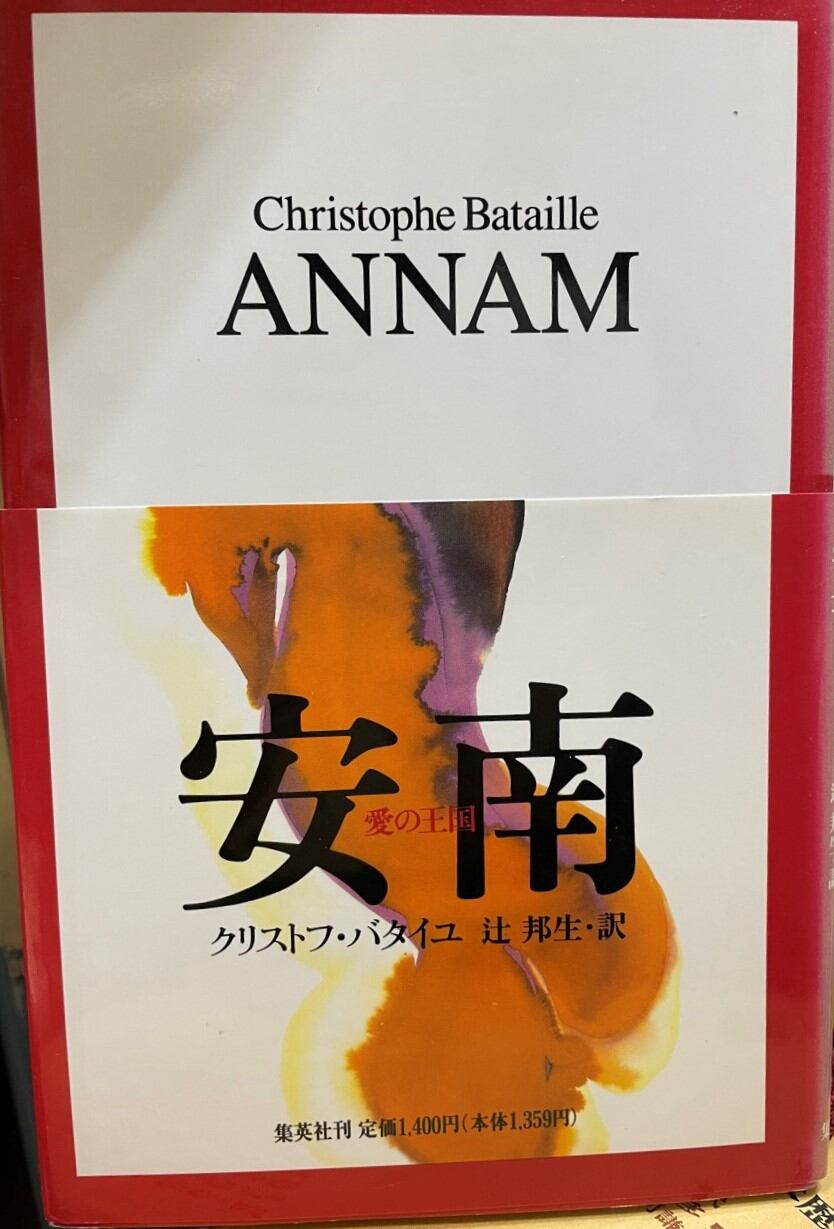 Christophe Bataille
ANNAM
安南
愛の王国
クリストフ・バタイユ 辻 邦生・訳
集英社刊 定価1,400円(本体1,359円)